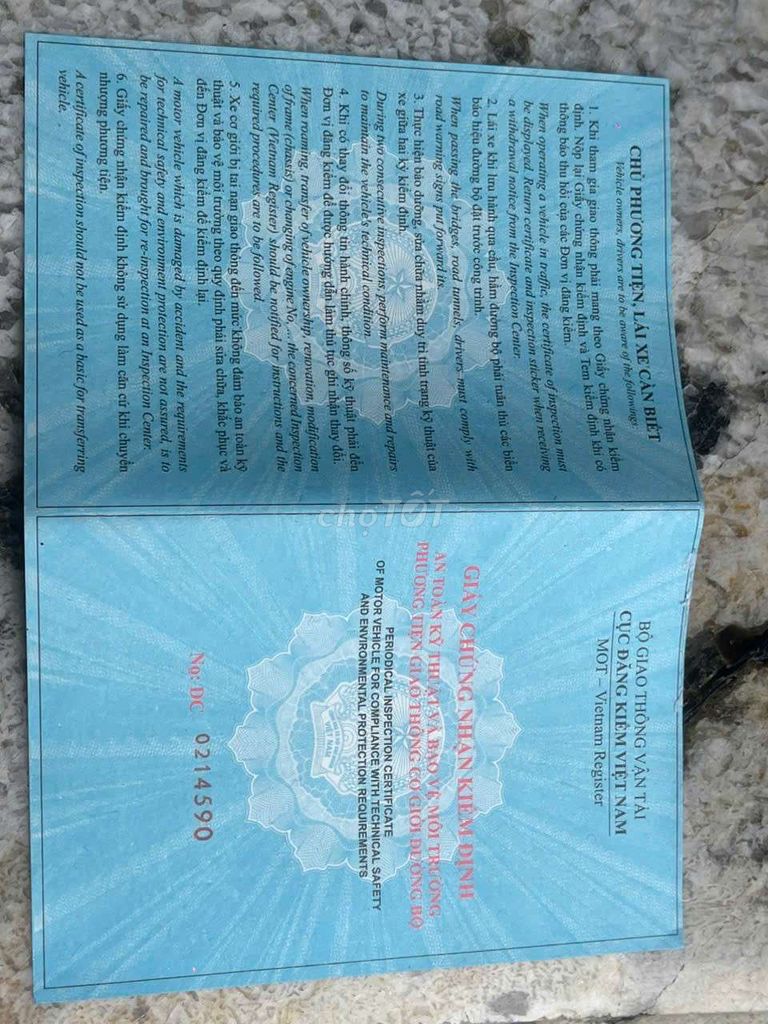 CHỦ PHƯƠNG TIỆN, LÁI XE CẦN BIẾT
Vehicle owners, drivers are to be aware of the followings:
1. Khi tham gia giao thông phải mang theo Giấy chứng nhận kiểm
định. Nộp lại Giấy chứng nhận kiểm định và Tem kiểm định khi có
thông báo thu hồi của các Đơn vị đăng kiểm.
When operating a vehicle in traffic, the certificate of inspection must
be displayed. Return certificate and inspection sticker when receiving
a withdrawal notice from the Inspection Center.
2. Lái xe khi lưu hành qua cầu, hầm đường bộ phải tuân thủ các biển
báo hiệu đường bộ đặt trước công trình.
When passing the bridges, road tunnels, drivers must comply with
road warning signs put forward its.
3. Thực hiện bảo dưỡng, sửa chữa nhằm duy trì tình trạng kỹ thuật của
xe giữa hai kỳ kiểm định.
During two consecutive inspections, perform maintenance and repairs
to maintain the vehicle's technical condition.
4. Khi có thay đổi thông tin hành chính, thông số kỹ thuật phải đến
Đơn vị đăng kiểm để được hướng dẫn làm thủ tục ghi nhận thay đổi.
When roaming, transfer of vehicle ownership, renovation, modification
of frame (chassis) or changing of engine No,... the concerned Inspection
Center (Vietnam Register) should be notified for instructions and the
required procedures are to be followed.
5. Xe cơ giới bị tai nạn giao thông đến mức không đảm bảo an toàn kỹ
thuật và bảo vệ môi trường theo quy định phải sửa chữa, khắc phục và
đến Đơn vị đăng kiểm để kiểm định lại.
A motor vehicle which is damaged by accident and the requirements
for technical safety and environment protection are not assured, is to
be repaired and brought for re-inspection at an Inspection Center.
6. Giấy chứng nhận kiểm định không sử dụng làm căn cứ khi chuyển
nhượng phương tiện.
A certificate of inspection should not be used as a basic for transferring
vehicle.
BỘ GIAO THÔNG VẬN TẢI
CỤC ĐĂNG KIỂM VIỆT NAM
MOT – Vietnam Register
GIẤY CHỨNG NHẬN KIỂM ĐỊNH
AN TOÀN KỸ THUẬT VÀ BẢO VỆ MÔI TRƯỜNG
PHƯƠNG TIỆN GIAO THÔNG CƠ GIỚI ĐƯỜNG BỘ
PERIODICAL INSPECTION CERTIFICATE
OF MOTOR VEHICLE FOR COMPLIANCE WITH TECHNICAL SAFETY
AND ENVIRONMENTAL PROTECTION REQUIREMENTS
No: DC 0214590
chợTỐT